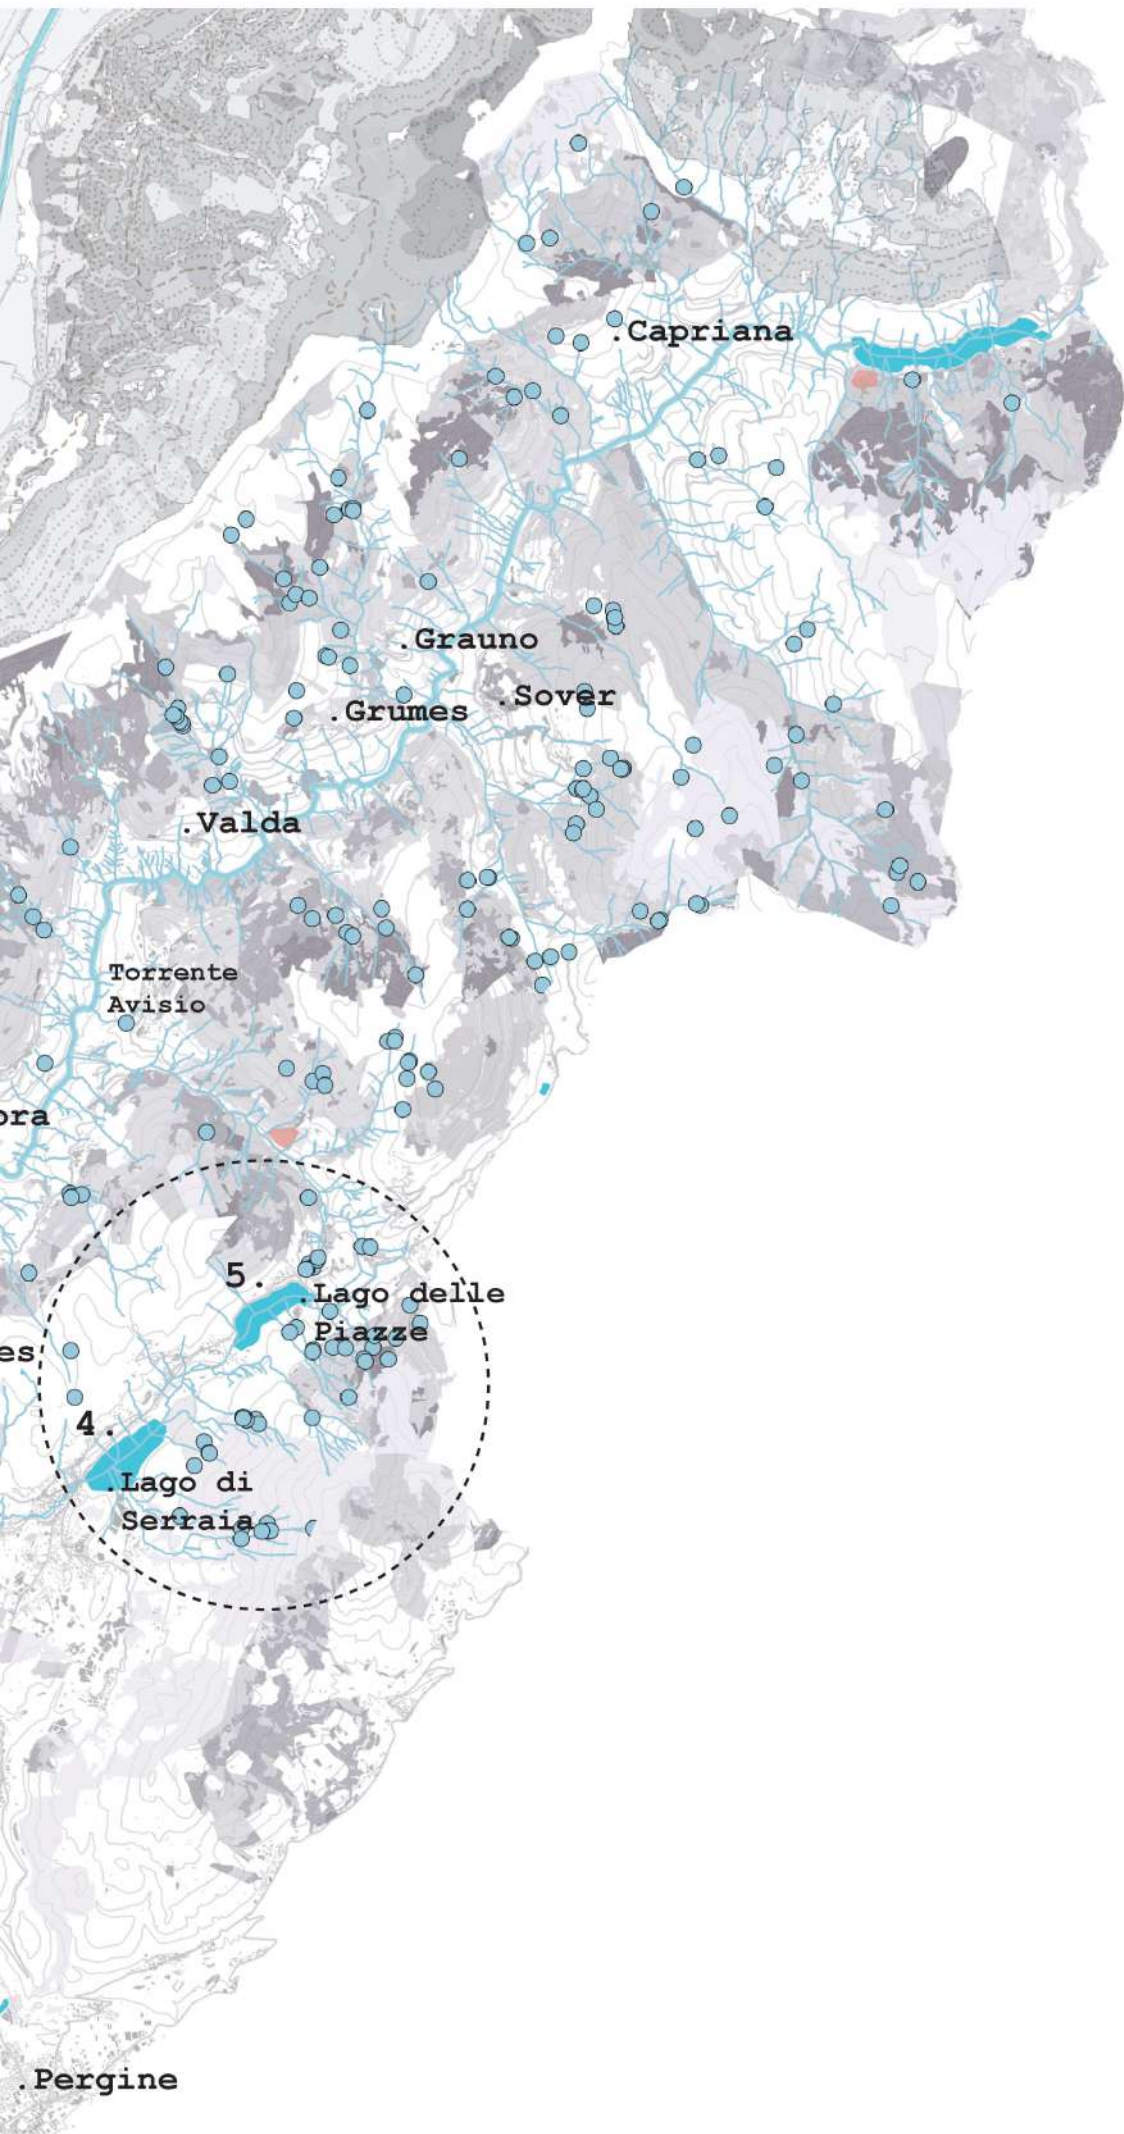 .Capriana
.Grauno
.Sover
.Grumes
.Valda
Torrente
Avisio
ora
5.
.Lago delle
Piazze
es
4.
.Lago di
Serraia
.Pergine